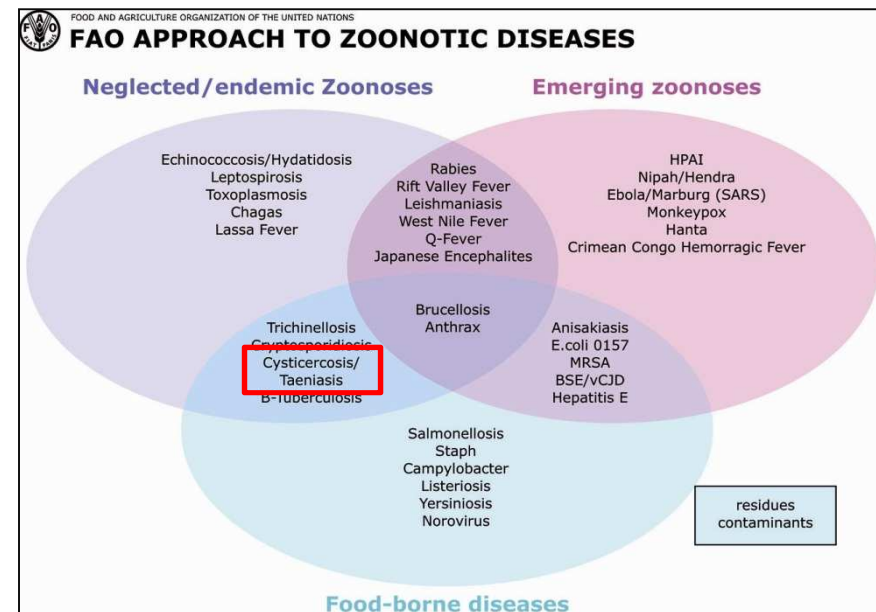 FOOD AND AGRICULTURE ORGANIZATION OF THE UNITED NATIONS
FAO APPROACH TO ZOONOTIC DISEASES
Neglected/endemic Zoonoses
Emerging zoonoses
Echinococcosis/Hydatidosis
Leptospirosis
Toxoplasmosis
Chagas
Lassa Fever
Rabies
Rift Valley Fever
Leishmaniasis
West Nile Fever
Q-Fever
Japanese Encephalites
HPAI
Nipah/Hendra
Ebola/Marburg (SARS)
Monkeypox
Hanta
Crimean Congo Hemorragic Fever
Brucellosis
Anthrax
Trichinellosis
Cryptosporidiosis
Cysticercosis/
Taeniasis
B-Tuberculosis
Anisakiasis
E.coli 0157
MRSA
BSE/vCJD
Hepatitis E
Salmonellosis
Staph
Campylobacter
Listeriosis
Yersiniosis
Norovirus
residues
contaminants
Food-borne diseases